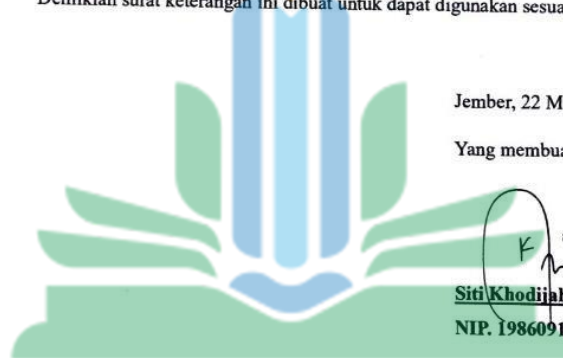 Demikian surat keterangan ini dibuat untuk dapat digunakan sesua
Jember, 22 M
Yang membua
Siti Khodijah
NIP. 1986091